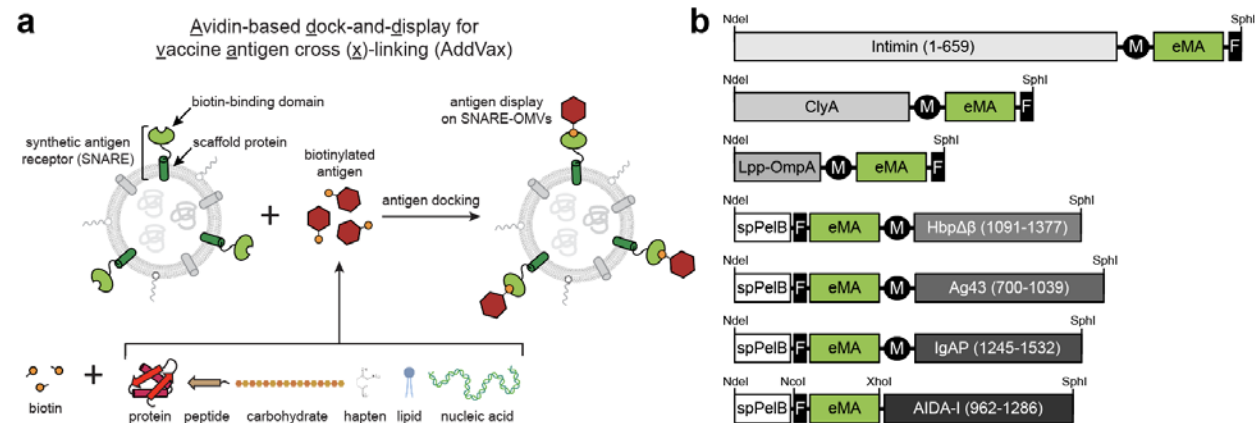 a
Avidin-based dock-and-display for
vaccine antigen cross (x)-linking (AddVax)
biotin-binding domain
synthetic antigen
receptor (SNARE)
scaffold protein
+
biotinylated
antigen
antigen docking
antigen display
on SNARE-OMVs
biotin
+
protein
peptide
carbohydrate
hapten
lipid
nucleic acid
b
NdeI SphI
Intimin (1-659) M eMA F
NdeI SphI
ClyA M eMA F
NdeI SphI
Lpp-OmpA M eMA F
NdeI SphI
spPelB F eMA M HbpΔβ (1091-1377)
NdeI SphI
spPelB F eMA M Ag43 (700-1039)
NdeI SphI
spPelB F eMA M IgAP (1245-1532)
NdeI NcoI XhoI SphI
spPelB F eMA AIDA-I (962-1286)